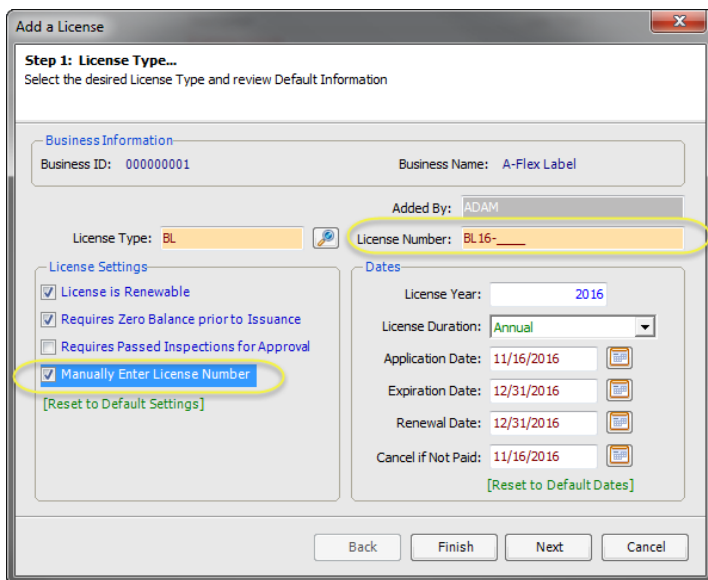 Add a License
Step 1: License Type...
Select the desired License Type and review Default Information
Business Information
Business ID: 000000001 Business Name: A-Flex Label
Added By: ADAM
License Type: BL License Number: BL16-____
License Settings
License is Renewable
Requires Zero Balance prior to Issuance
Requires Passed Inspections for Approval
Manually Enter License Number
[Reset to Default Settings]
Dates
License Year: 2016
License Duration: Annual
Application Date: 11/16/2016
Expiration Date: 12/31/2016
Renewal Date: 12/31/2016
Cancel if Not Paid: 11/16/2016
[Reset to Default Dates]
Back Finish Next Cancel